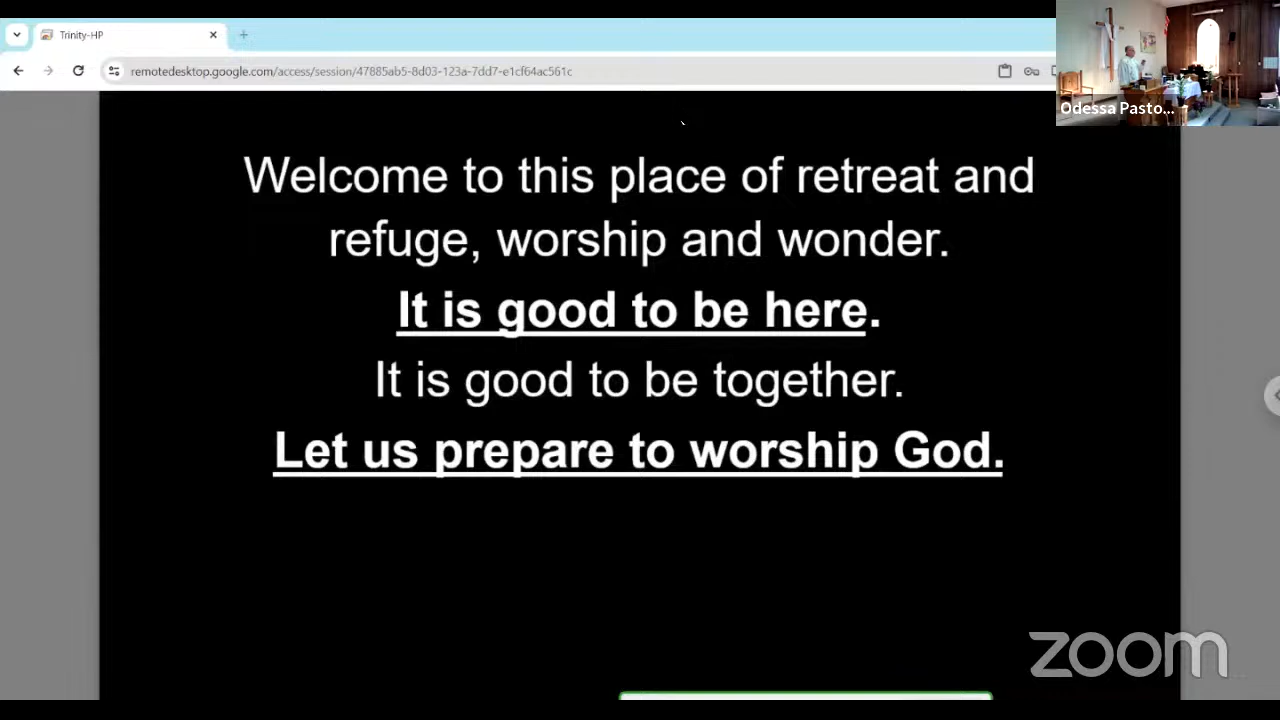 Trinity-HP
remotedesktop.google.com/access/session/47885ab5-8d03-123a-7dd7-e1cf64ac561c
Odessa Pasto...
Welcome to this place of retreat and
refuge, worship and wonder.
It is good to be here.
It is good to be together.
Let us prepare to worship God.
zoom